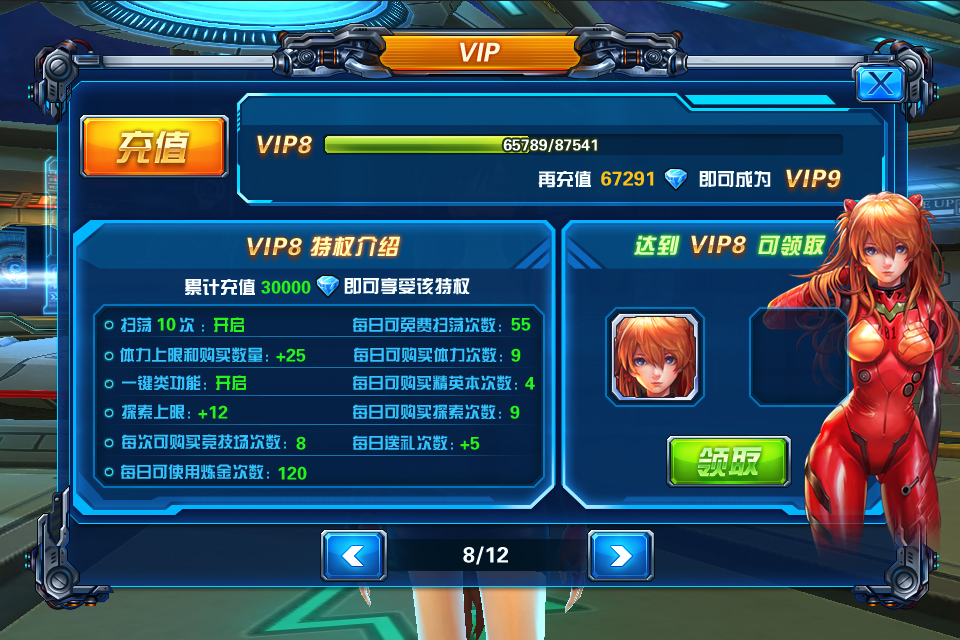 VIP
充值
VIP8
65789/87541
再充值 67291 即可成为 VIP9
VIP8 特权介绍
累计充值 30000 即可享受该特权
扫荡 10 次：开启
每日可免费扫荡次数：55
体力上限和购买数量：+25
每日可购买体力次数：9
一键类功能：开启
每日可购买精英本次数：4
探索上限：+12
每日可购买探索次数：9
每次可购买竞技场次数：8
每日送礼次数：+5
每日可使用炼金次数：120
达到 VIP8 可领取
领取
8/12